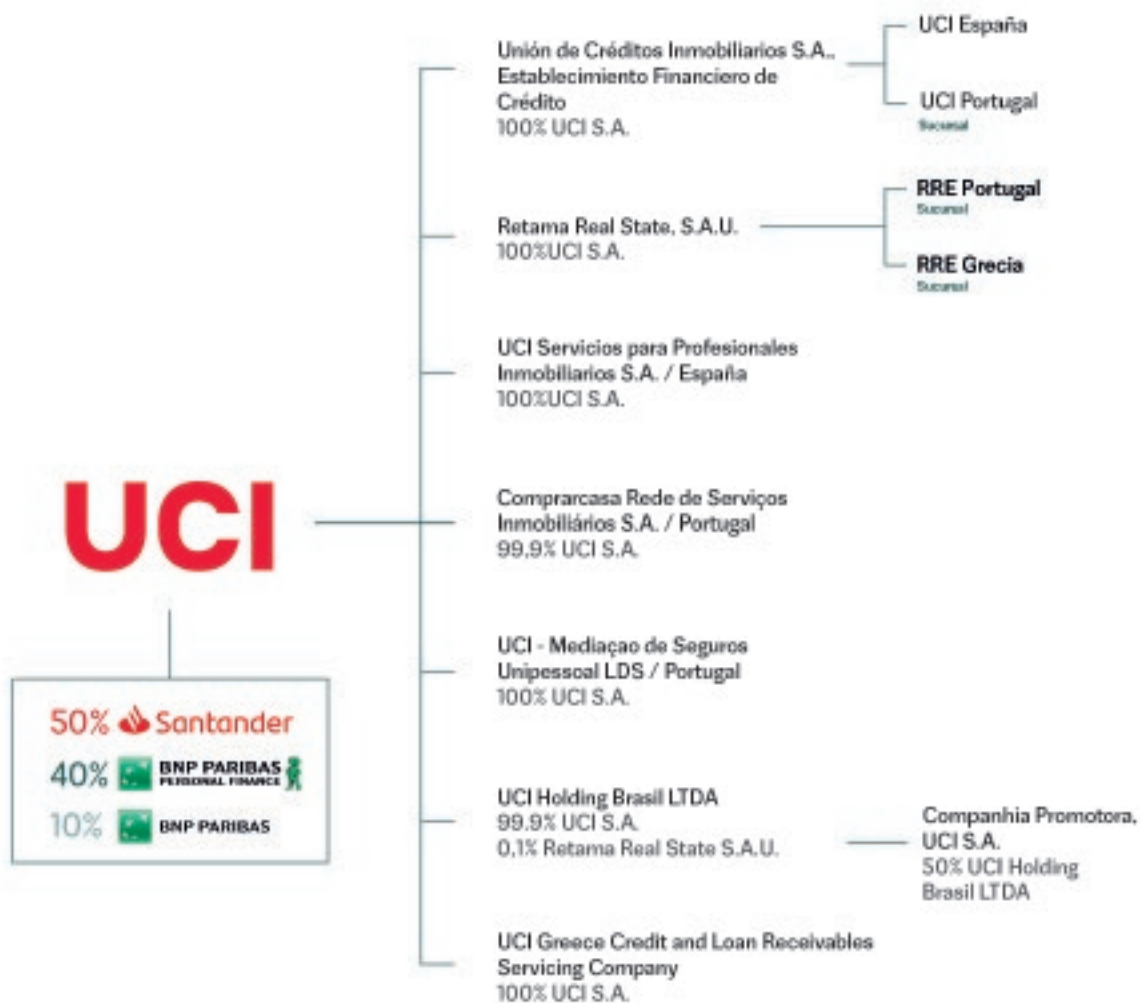 UCI
50% Santander
40% BNP PARIBAS
PERSONAL FINANCE
10% BNP PARIBAS
Unión de Créditos Inmobiliarios S.A.,
Establecimiento Financiero de
Crédito
100% UCI S.A.
UCI España
UCI Portugal
Sucursal
Retama Real State, S.A.U.
100%UCI S.A.
RRE Portugal
Sucursal
RRE Grecia
Sucursal
UCI Servicios para Profesionales
Inmobiliarios S.A. / España
100%UCI S.A.
Comprarcasa Rede de Serviços
Inmobiliários S.A. / Portugal
99.9% UCI S.A.
UCI - Mediaçao de Seguros
Unipessoal LDS / Portugal
100% UCI S.A.
UCI Holding Brasil LTDA
99.9% UCI S.A.
0,1% Retama Real State S.A.U.
Companhia Promotora,
UCI S.A.
50% UCI Holding
Brasil LTDA
UCI Greece Credit and Loan Receivables
Servicing Company
100% UCI S.A.